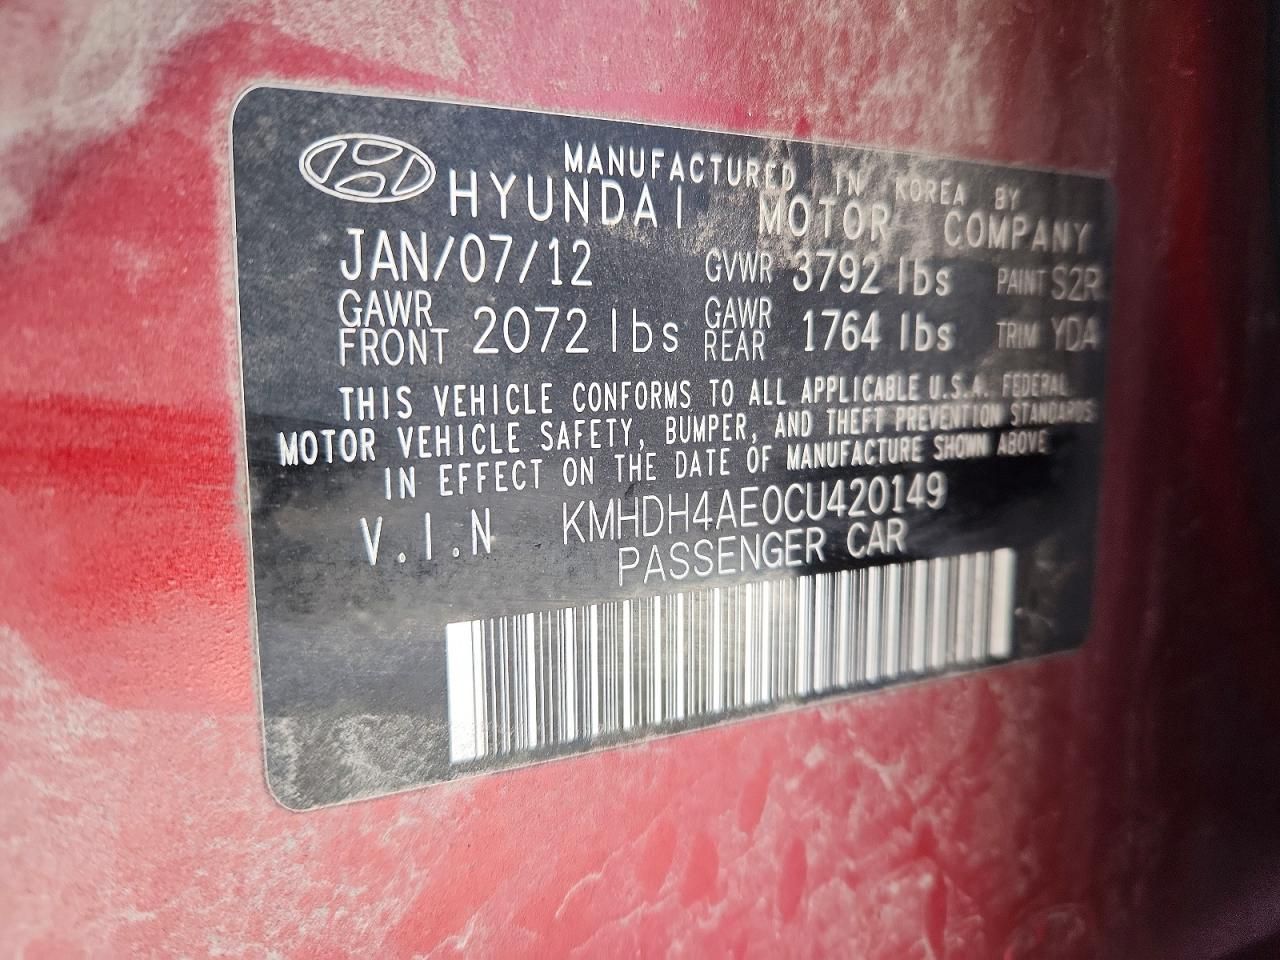 MANUFACTURED IN KOREA BY
HYUNDAI MOTOR COMPANY
JAN/07/12 GVWR 3792 lbs PAINT S2R
GAWR FRONT 2072 lbs GAWR REAR 1764 lbs TRIM YDA
THIS VEHICLE CONFORMS TO ALL APPLICABLE U.S.A. FEDERAL
MOTOR VEHICLE SAFETY, BUMPER, AND THEFT PREVENTION STANDARDS
IN EFFECT ON THE DATE OF MANUFACTURE SHOWN ABOVE
V.I.N KMHDH4AE0CU420149
PASSENGER CAR